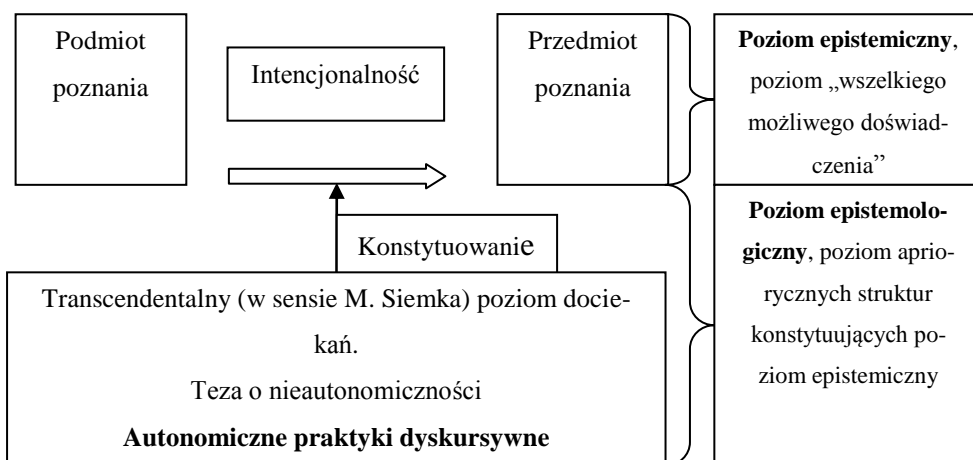 Podmiot
poznania
Intencjonalność
Przedmiot
poznania
Poziom epistemiczny,
poziom „wszelkiego
możliwego doświad-
czenia”
Konstytuowanie
Poziom epistemolo-
giczny, poziom aprio-
rycznych struktur
konstytuujących po-
ziom epistemiczny
Transcendentalny (w sensie M. Siemka) poziom docie-
kań.
Teza o nieautonomiczności
Autonomiczne praktyki dyskursywne